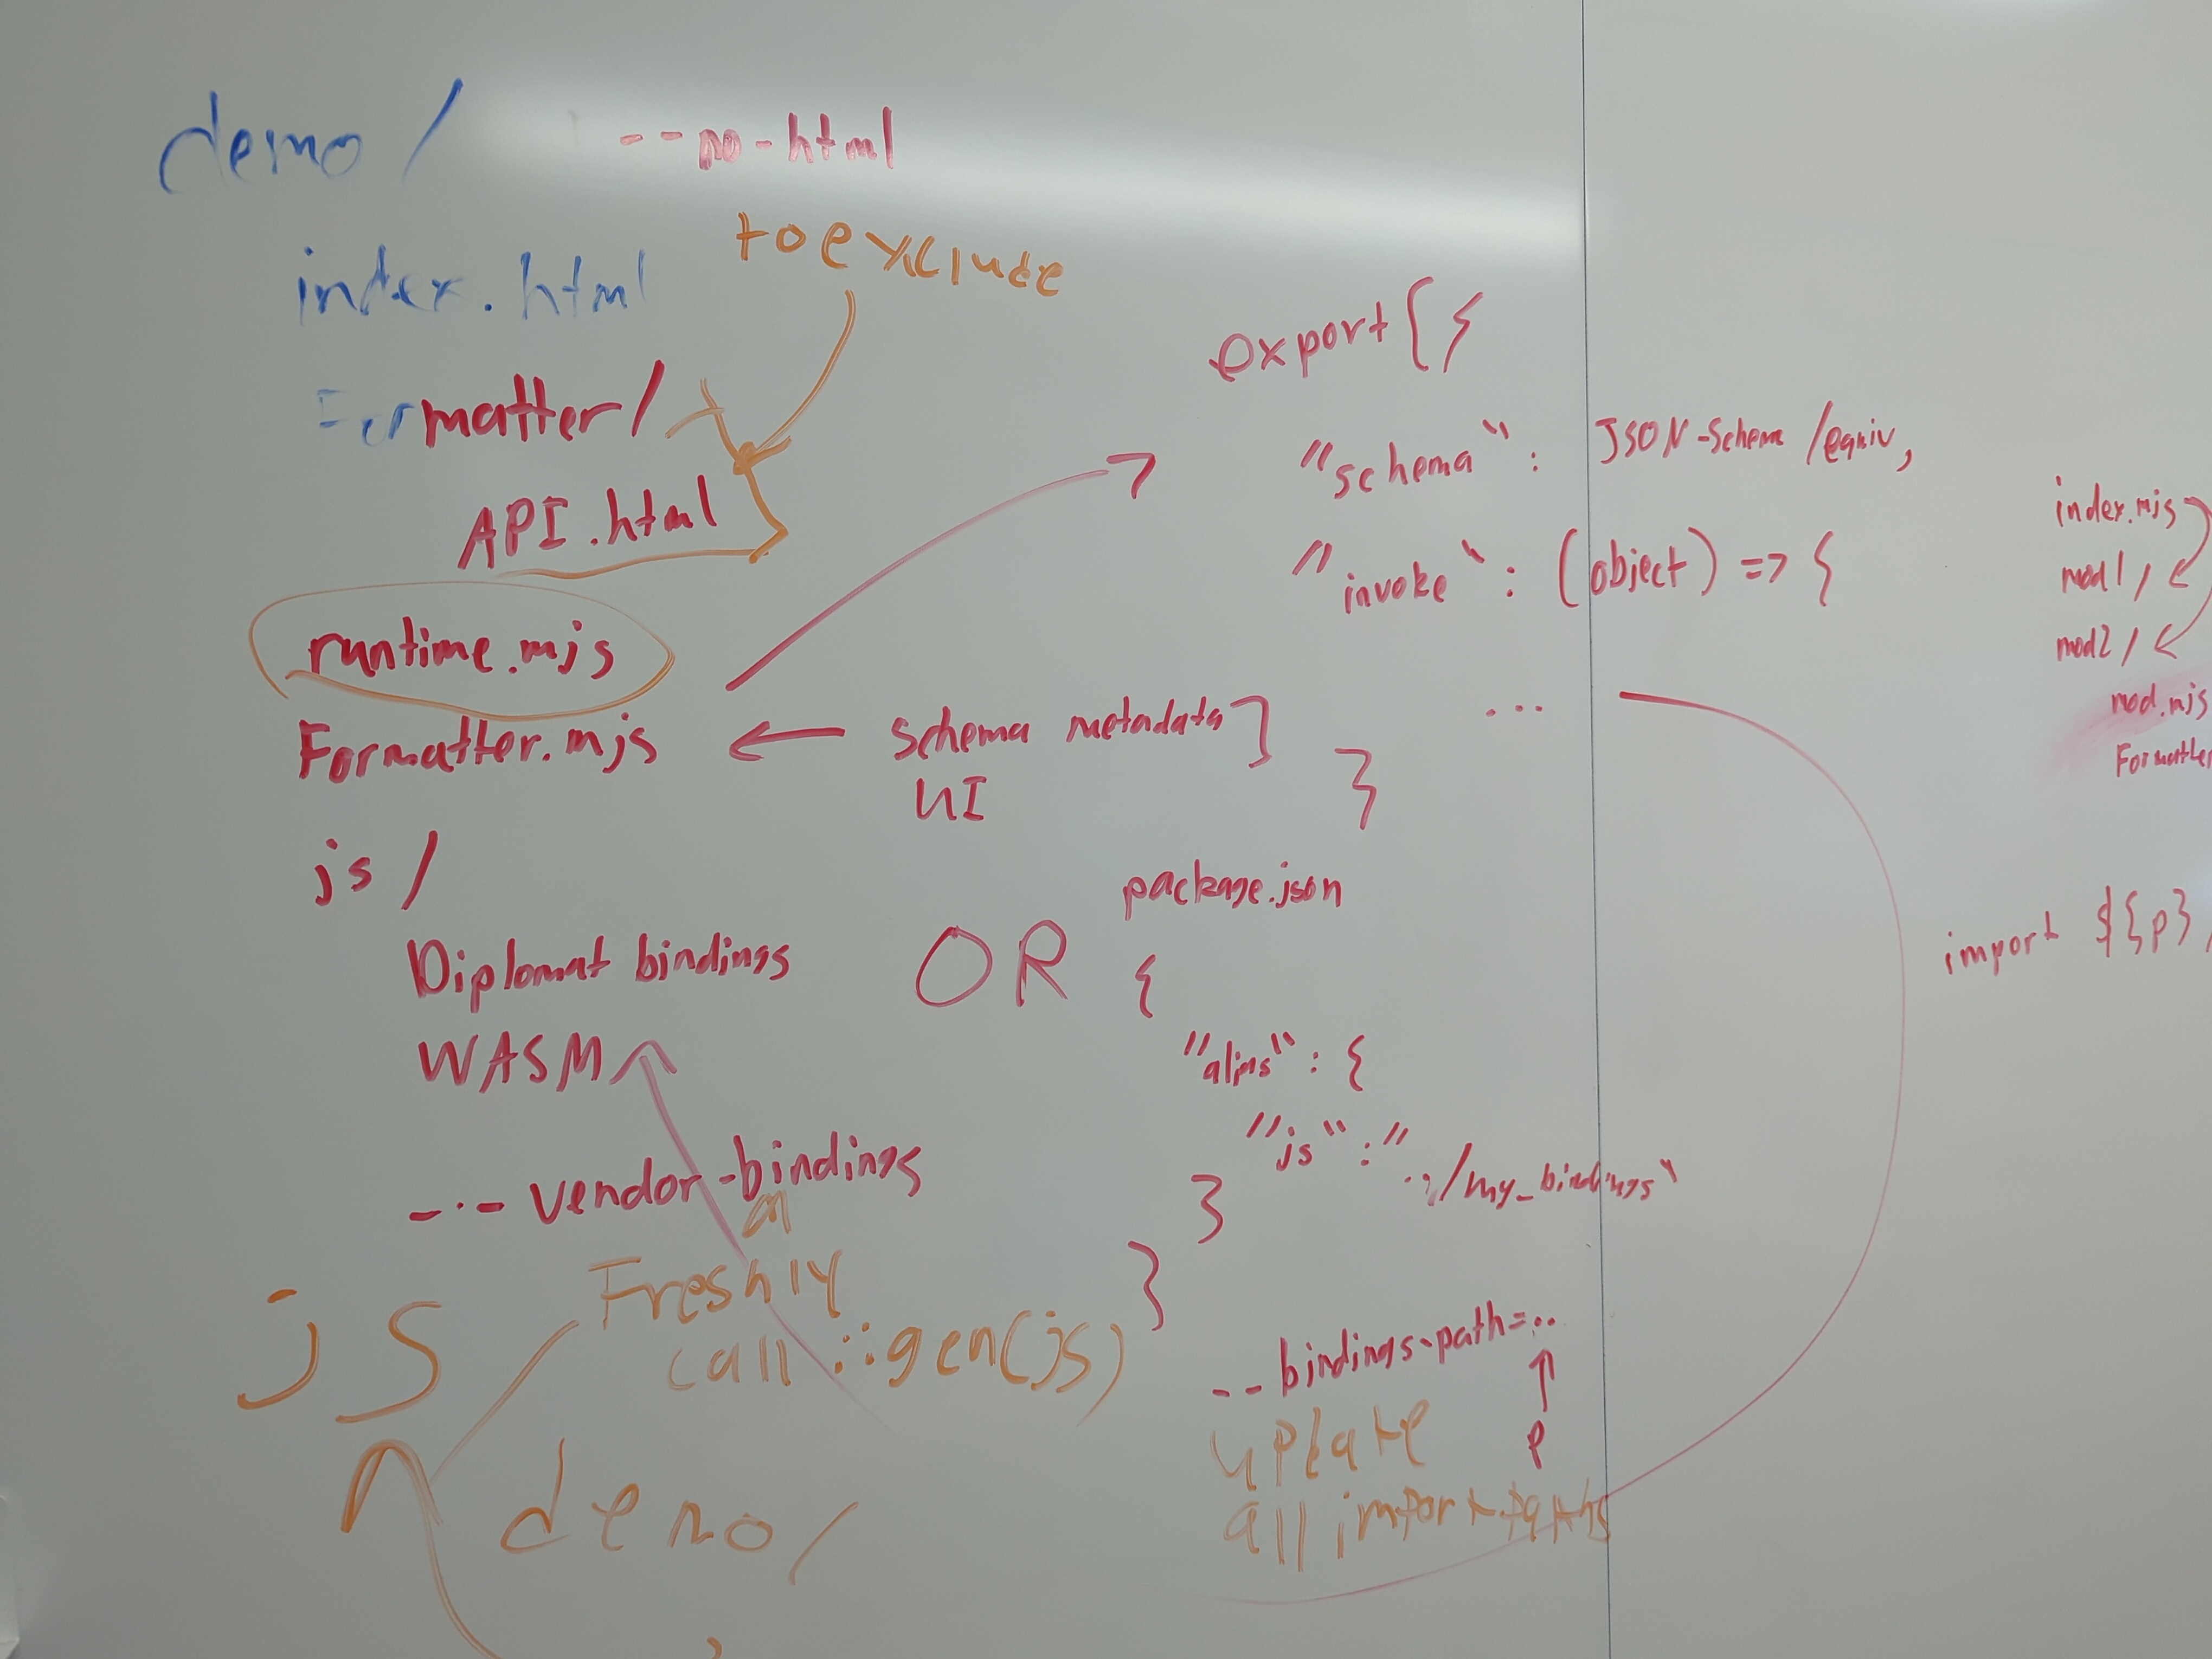 demo/
--no-html
to exclude
index.html
Formatter/
API.html
runtime.mjs
Formatter.mjs
← schema metadata]
UI
js/
Diplomat bindings
WASM
--- vendor-bindings
Freshly
call ::gen(js)
js
demo/
export [{
"schema": JSON-Schema/equiv,
"invoke": (object) => {
...
}
OR
package.json
{
"alias": {
"js": "../my_bindings"
}
}
--bindings-path=..
↑
p
update
all import paths
index.mjs
mod1/
mod2/
mod.mjs
Formatter
import ${p}/